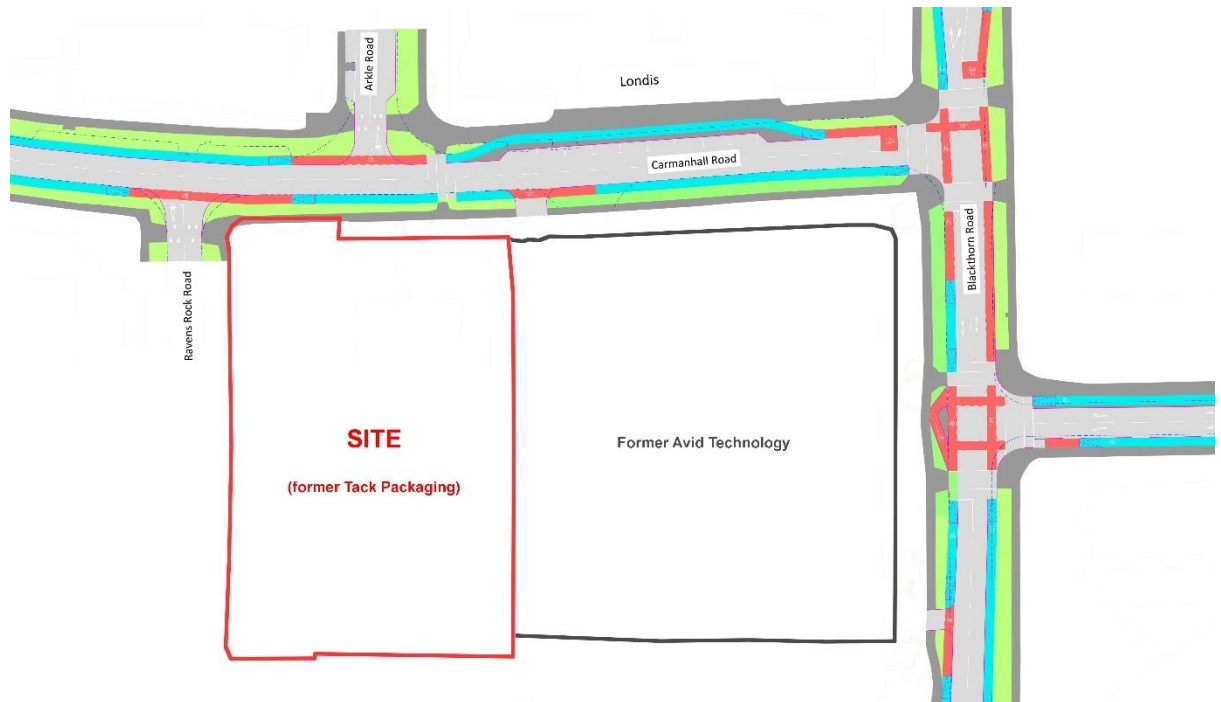 Arkle Road
Londis
Carmanhall Road
Blackthorn Road
Ravens Rock Road
SITE
(former Tack Packaging)
Former Avid Technology